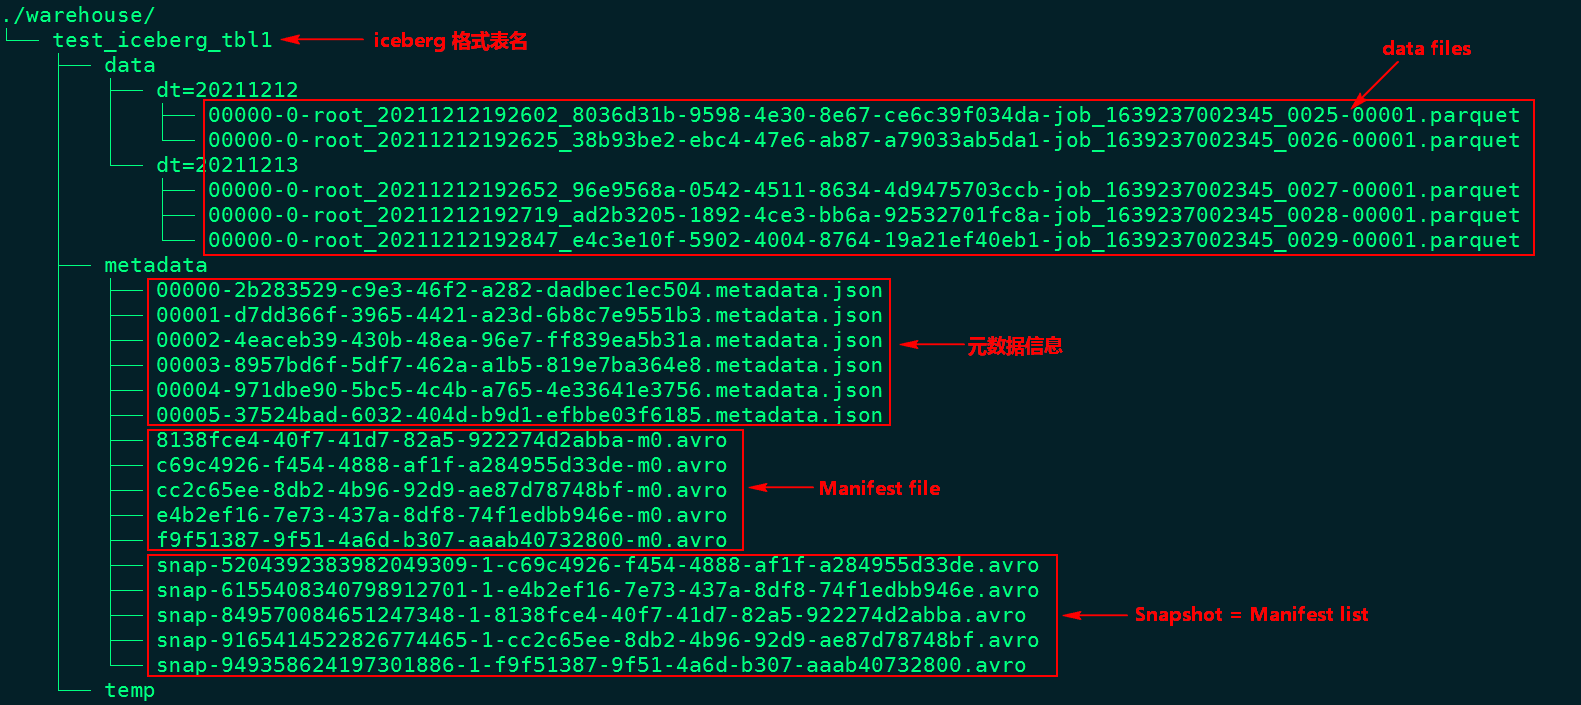 ./warehouse/
└── test_iceberg_tbl1 iceberg 格式表名
├── data data files
├── dt=20211212
├── 00000-0-root_20211212192602_8036d31b-9598-4e30-8e67-ce6c39f034da-job_1639237002345_0025-00001.parquet
└── 00000-0-root_20211212192625_38b93be2-ebc4-47e6-ab87-a79033ab5da1-job_1639237002345_0026-00001.parquet
└── dt=20211213
├── 00000-0-root_20211212192652_96e9568a-0542-4511-8634-4d9475703ccb-job_1639237002345_0027-00001.parquet
├── 00000-0-root_20211212192719_ad2b3205-1892-4ce3-bb6a-92532701fc8a-job_1639237002345_0028-00001.parquet
└── 00000-0-root_20211212192847_e4c3e10f-5902-4004-8764-19a21ef40eb1-job_1639237002345_0029-00001.parquet
├── metadata
├── 00000-2b283529-c9e3-46f2-a282-dadbec1ec504.metadata.json
├── 00001-d7dd366f-3965-4421-a23d-6b8c7e9551b3.metadata.json
├── 00002-4eaceb39-430b-48ea-96e7-ff839ea5b31a.metadata.json 元数据信息
├── 00003-8957bd6f-5df7-462a-a1b5-819e7ba364e8.metadata.json
├── 00004-971dbe90-5bc5-4c4b-a765-4e33641e3756.metadata.json
├── 00005-37524bad-6032-404d-b9d1-efbbe03f6185.metadata.json
├── 8138fce4-40f7-41d7-82a5-922274d2abba-m0.avro
├── c69c4926-f454-4888-af1f-a284955d33de-m0.avro
├── cc2c65ee-8db2-4b96-92d9-ae87d78748bf-m0.avro Manifest file
├── e4b2ef16-7e73-437a-8df8-74f1edbb946e-m0.avro
├── f9f51387-9f51-4a6d-b307-aaab40732800-m0.avro
├── snap-5204392383982049309-1-c69c4926-f454-4888-af1f-a284955d33de.avro
├── snap-6155408340798912701-1-e4b2ef16-7e73-437a-8df8-74f1edbb946e.avro
├── snap-849570084651247348-1-8138fce4-40f7-41d7-82a5-922274d2abba.avro Snapshot = Manifest list
├── snap-9165414522826774465-1-cc2c65ee-8db2-4b96-92d9-ae87d78748bf.avro
└── snap-949358624197301886-1-f9f51387-9f51-4a6d-b307-aaab40732800.avro
└── temp